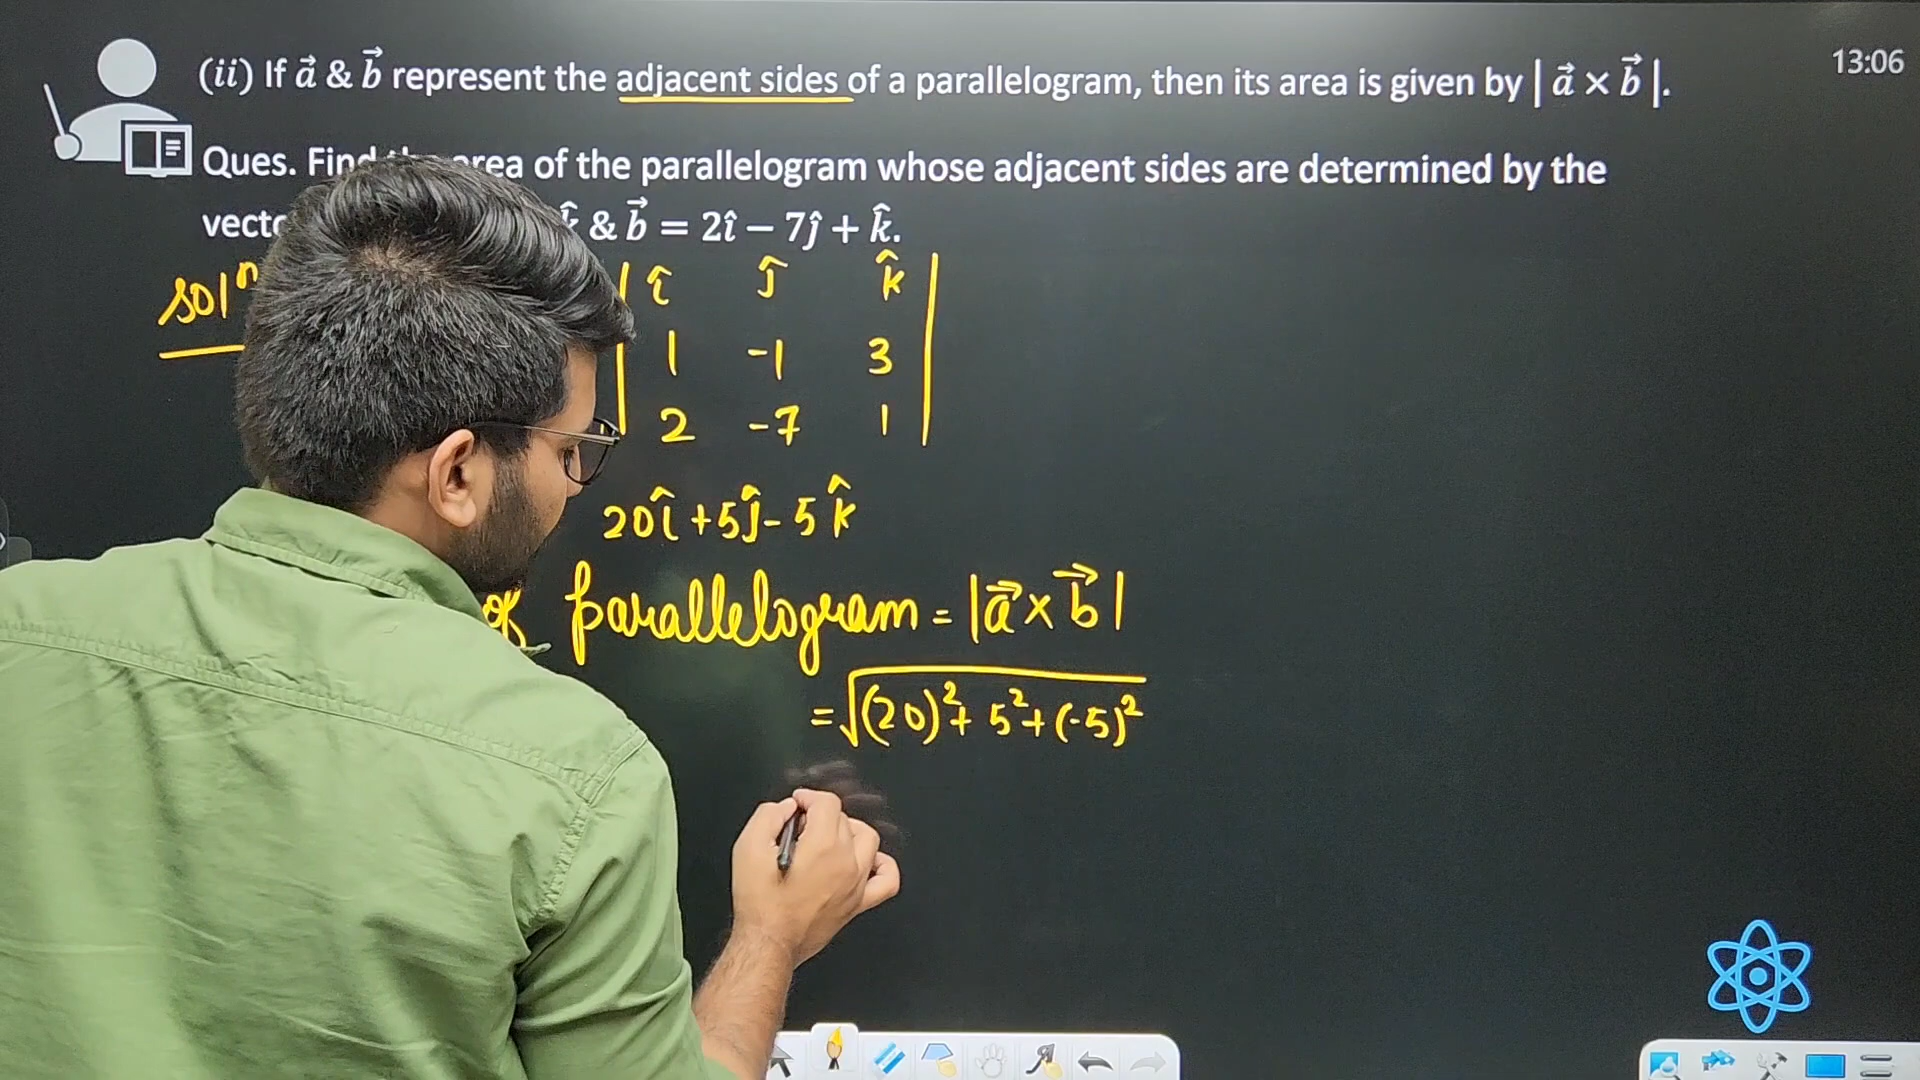 (ii) If a⃗ & b⃗ represent the adjacent sides of a parallelogram, then its area is given by | a⃗ × b⃗ |.
13:06
Ques. Find area of the parallelogram whose adjacent sides are determined by the
k̂ & b⃗ = 2î − 7ĵ + k̂.
solⁿ
| î ĵ k̂ |
| 1 -1 3 |
| 2 -7 1 |
20î + 5ĵ - 5k̂
of parallelogram = |a⃗ × b⃗|
= √((20)² + 5² + (-5)²)